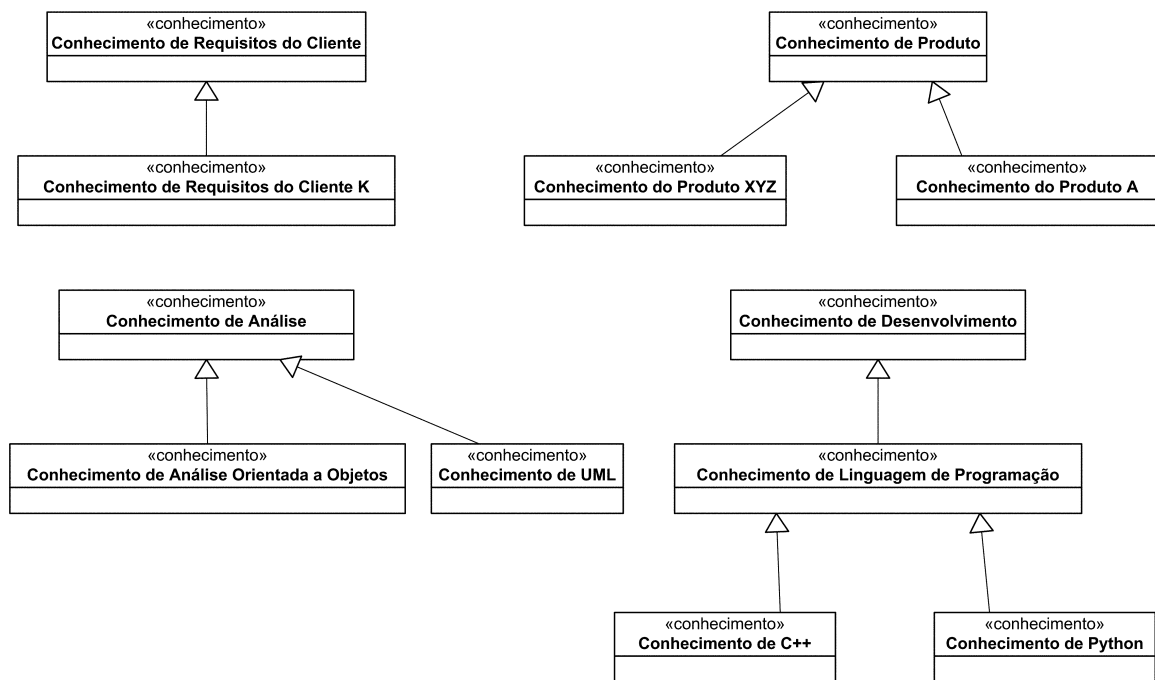 «conhecimento»
Conhecimento de Requisitos do Cliente
«conhecimento»
Conhecimento de Produto
«conhecimento»
Conhecimento de Requisitos do Cliente K
«conhecimento»
Conhecimento do Produto XYZ
«conhecimento»
Conhecimento do Produto A
«conhecimento»
Conhecimento de Análise
«conhecimento»
Conhecimento de Desenvolvimento
«conhecimento»
Conhecimento de Análise Orientada a Objetos
«conhecimento»
Conhecimento de UML
«conhecimento»
Conhecimento de Linguagem de Programação
«conhecimento»
Conhecimento de C++
«conhecimento»
Conhecimento de Python